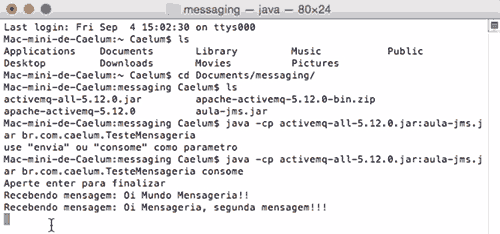 messaging — java — 80×24
Last login: Fri Sep  4 15:02:30 on ttys000
Mac-mini-de-Caelum:~ Caelum$ ls
Applications    Documents       Library         Music           Public
Desktop         Downloads       Movies          Pictures
Mac-mini-de-Caelum:~ Caelum$ cd Documents/messaging/
Mac-mini-de-Caelum:messaging Caelum$ ls
activemq-all-5.12.0.jar         apache-activemq-5.12.0-bin.zip
apache-activemq-5.12.0          aula-jms.jar
Mac-mini-de-Caelum:messaging Caelum$ java -cp activemq-all-5.12.0.jar:aula-jms.j
ar br.com.caelum.TesteMensageria
use "envia" ou "consome" como parametro
Mac-mini-de-Caelum:messaging Caelum$ java -cp activemq-all-5.12.0.jar:aula-jms.j
ar br.com.caelum.TesteMensageria consome
Aperte enter para finalizar
Recebendo mensagem: Oi Mundo Mensageria!!
Recebendo mensagem: Oi Mensageria, segunda mensagem!!!